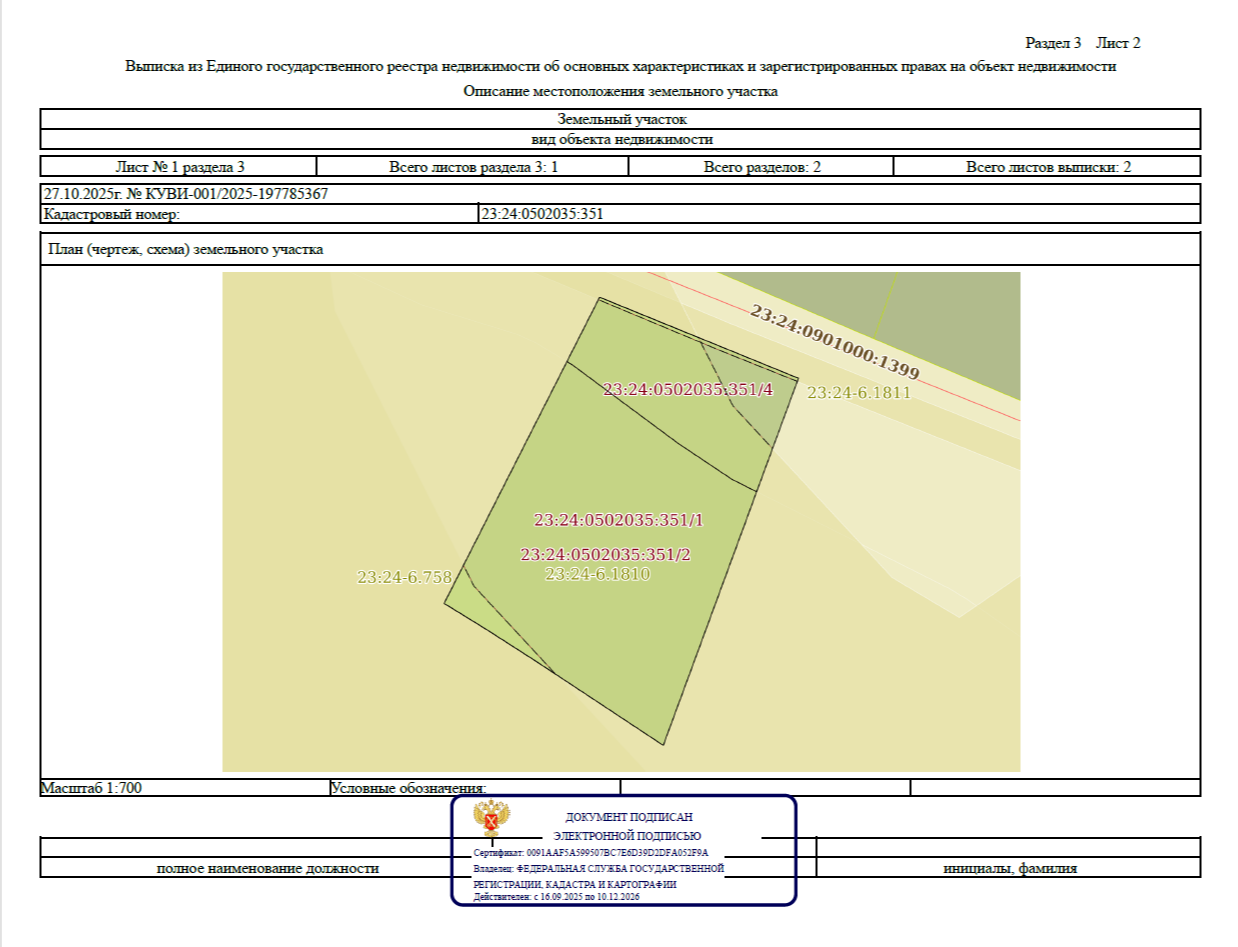 Раздел 3 Лист 2
Выписка из Единого государственного реестра недвижимости об основных характеристиках и зарегистрированных правах на объект недвижимости
Описание местоположения земельного участка
Земельный участок
вид объекта недвижимости
Лист № 1 раздела 3 Всего листов раздела 3: 1 Всего разделов: 2 Всего листов выписки: 2
27.10.2025г. № КУВИ-001/2025-197785367
Кадастровый номер: 23:24:0502035:351
План (чертеж, схема) земельного участка
23:24:0901000:1399
23:24:0502035:351/4 23:24-6.1811
23:24:0502035:351/1
23:24:0502035:351/2
23:24-6.758 23:24-6.1810
Масштаб 1:700 Условные обозначения:
ДОКУМЕНТ ПОДПИСАН
ЭЛЕКТРОННОЙ ПОДПИСЬЮ
Сертификат: 0091AAF5A599507BC7E6D39D2DFA052F9A
полное наименование должности Владелец: ФЕДЕРАЛЬНАЯ СЛУЖБА ГОСУДАРСТВЕННОЙ инициалы, фамилия
РЕГИСТРАЦИИ, КАДАСТРА И КАРТОГРАФИИ
Действителен: с 16.09.2025 по 10.12.2026